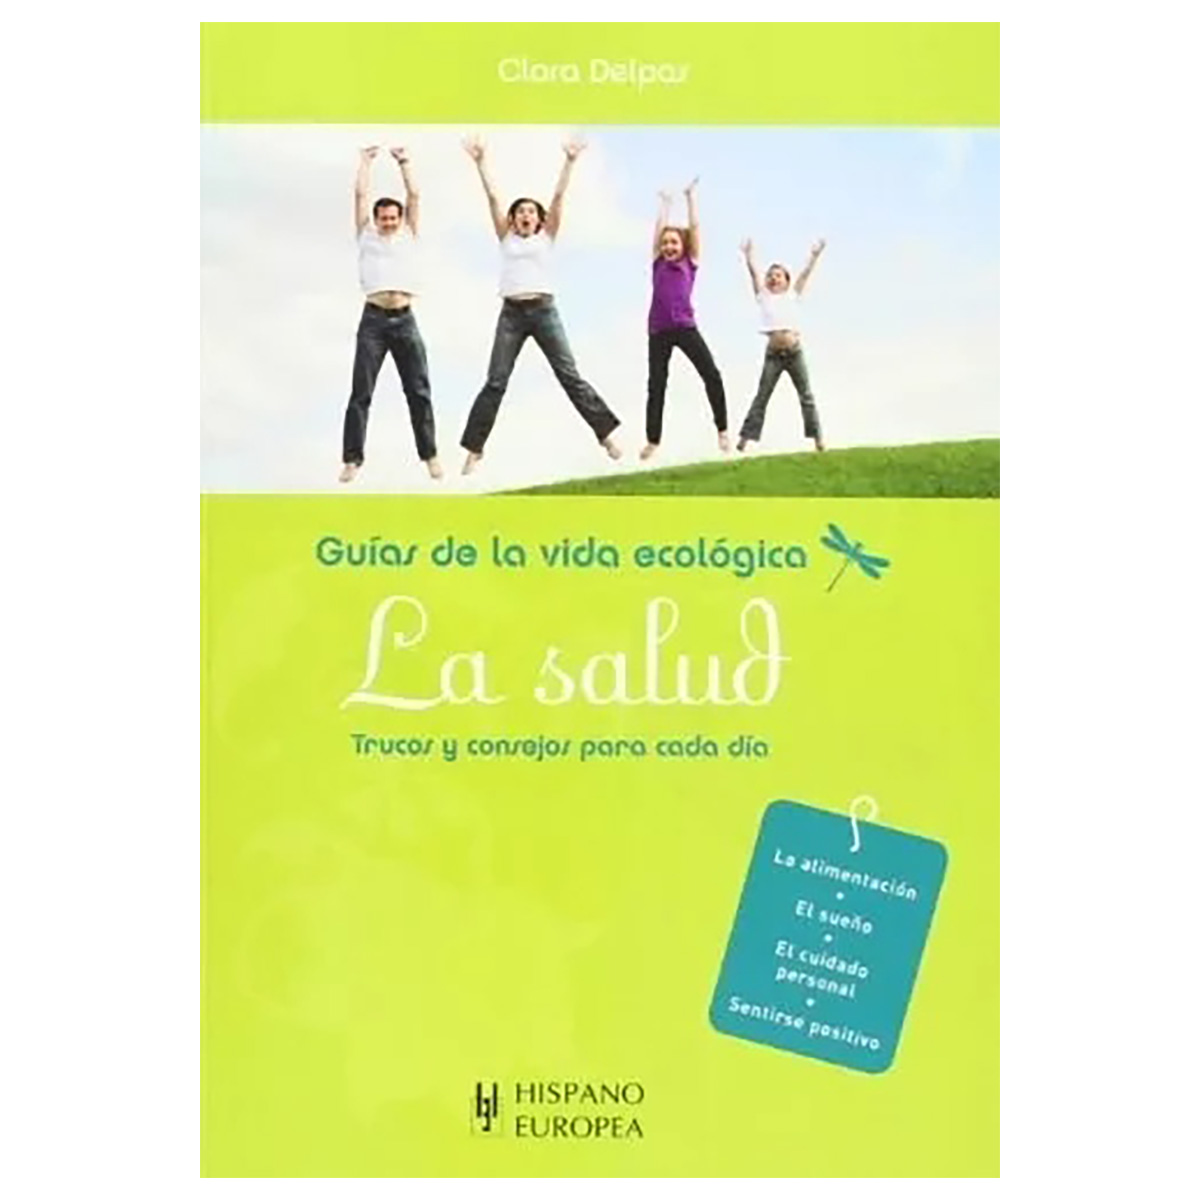 Clara Delpas
Guías de la vida ecológica
La salud
Trucos y consejos para cada día
La alimentación
•
El sueño
•
El cuidado
personal
•
Sentirse positivo
HISPANO
EUROPEA